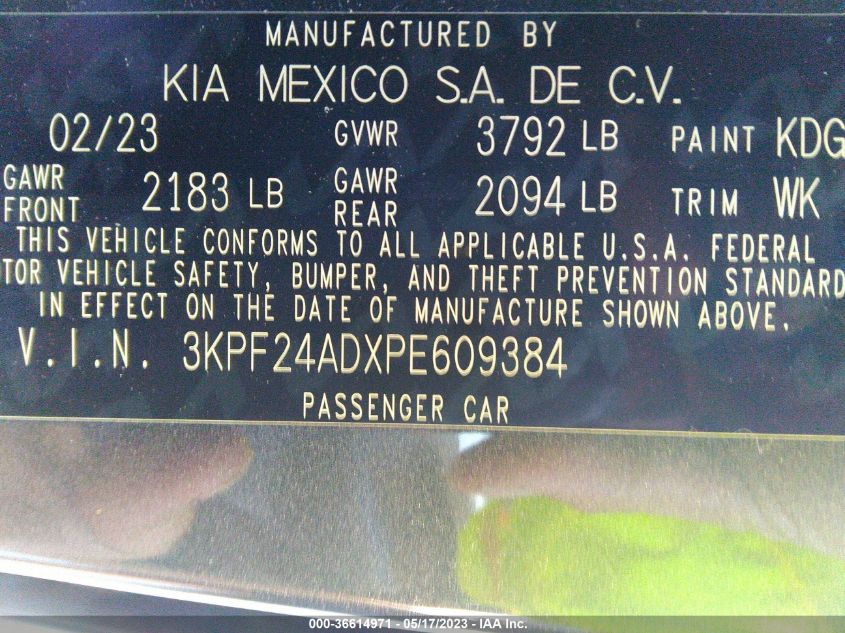 MANUFACTURED BY
KIA MEXICO S.A. DE C.V.
02/23 GVWR 3792 LB PAINT KDG
GAWR FRONT 2183 LB GAWR REAR 2094 LB TRIM WK
THIS VEHICLE CONFORMS TO ALL APPLICABLE U.S.A. FEDERAL
OTOR VEHICLE SAFETY, BUMPER, AND THEFT PREVENTION STANDARD
IN EFFECT ON THE DATE OF MANUFACTURE SHOWN ABOVE.
V.I.N. 3KPF24ADXPE609384
PASSENGER CAR
000-36614971 - 05/17/2023 - IAA Inc.